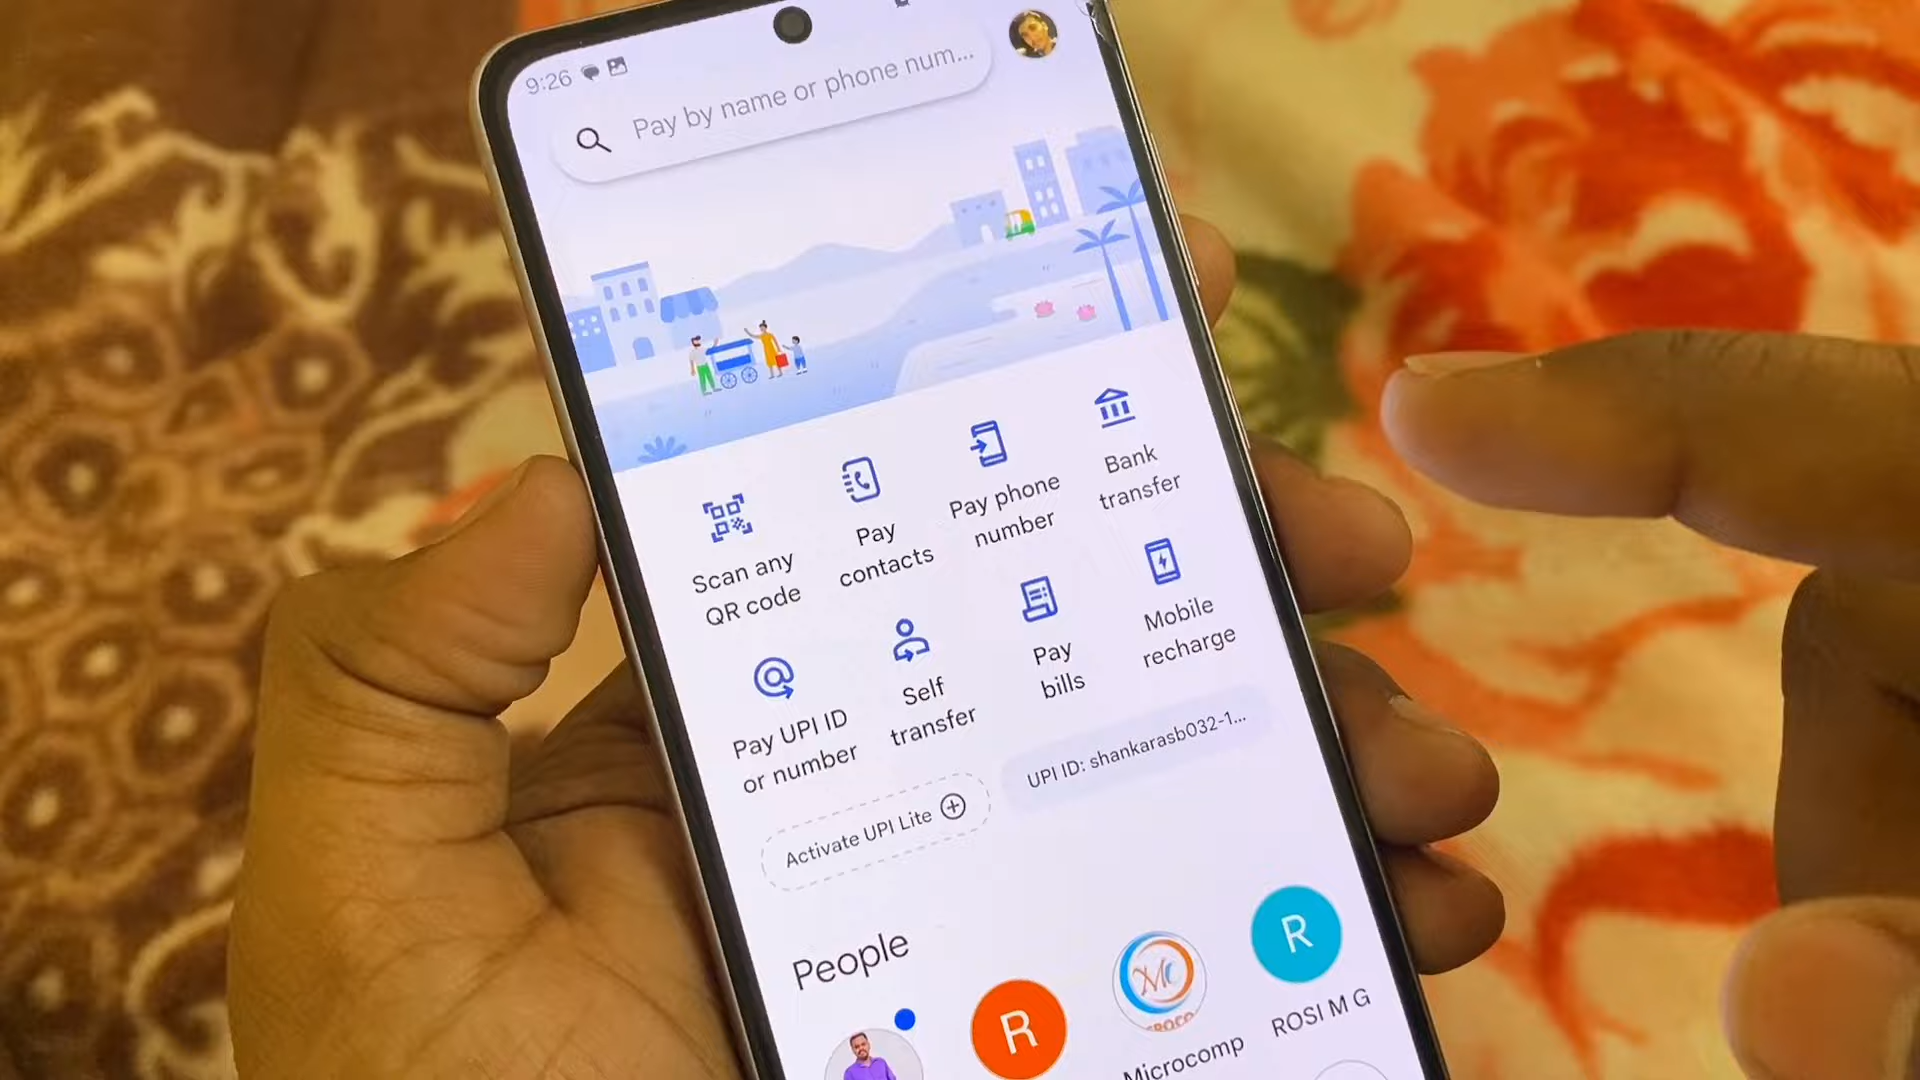 9:26
Pay by name or phone num...
Scan any
QR code
Pay
contacts
Pay phone
number
Bank
transfer
Pay UPI ID
or number
Self
transfer
Pay
bills
Mobile
recharge
Activate UPI Lite
UPI ID: shankarasb032-1...
People
R
MC
R
Microcomp
ROSI M G